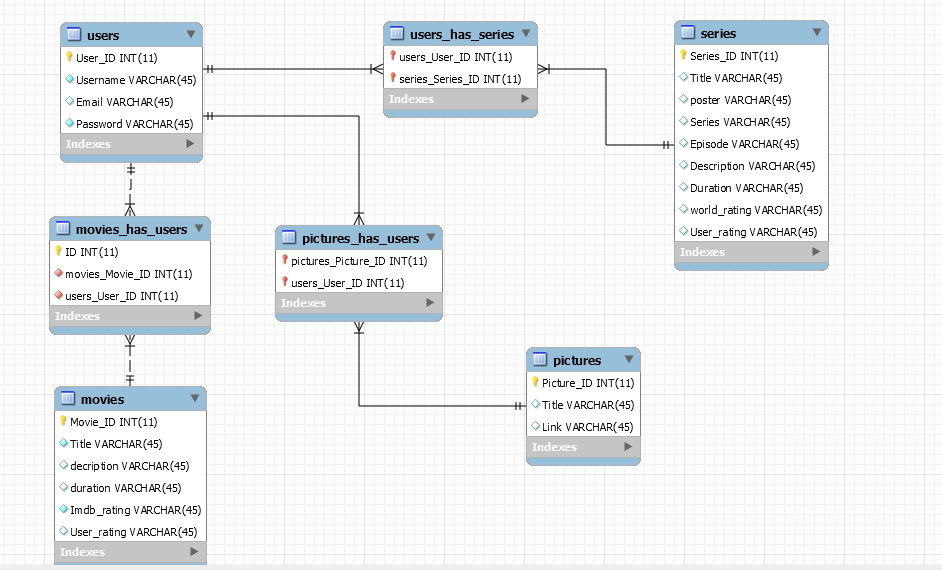 users
User_ID INT(11)
Username VARCHAR(45)
Email VARCHAR(45)
Password VARCHAR(45)
Indexes
users_has_series
users_User_ID INT(11)
series_Series_ID INT(11)
Indexes
series
Series_ID INT(11)
Title VARCHAR(45)
poster VARCHAR(45)
Series VARCHAR(45)
Episode VARCHAR(45)
Description VARCHAR(45)
Duration VARCHAR(45)
world_rating VARCHAR(45)
User_rating VARCHAR(45)
Indexes
movies_has_users
ID INT(11)
movies_Movie_ID INT(11)
users_User_ID INT(11)
Indexes
pictures_has_users
pictures_Picture_ID INT(11)
users_User_ID INT(11)
Indexes
pictures
Picture_ID INT(11)
Title VARCHAR(45)
Link VARCHAR(45)
Indexes
movies
Movie_ID INT(11)
Title VARCHAR(45)
decription VARCHAR(45)
duration VARCHAR(45)
Imdb_rating VARCHAR(45)
User_rating VARCHAR(45)
Indexes